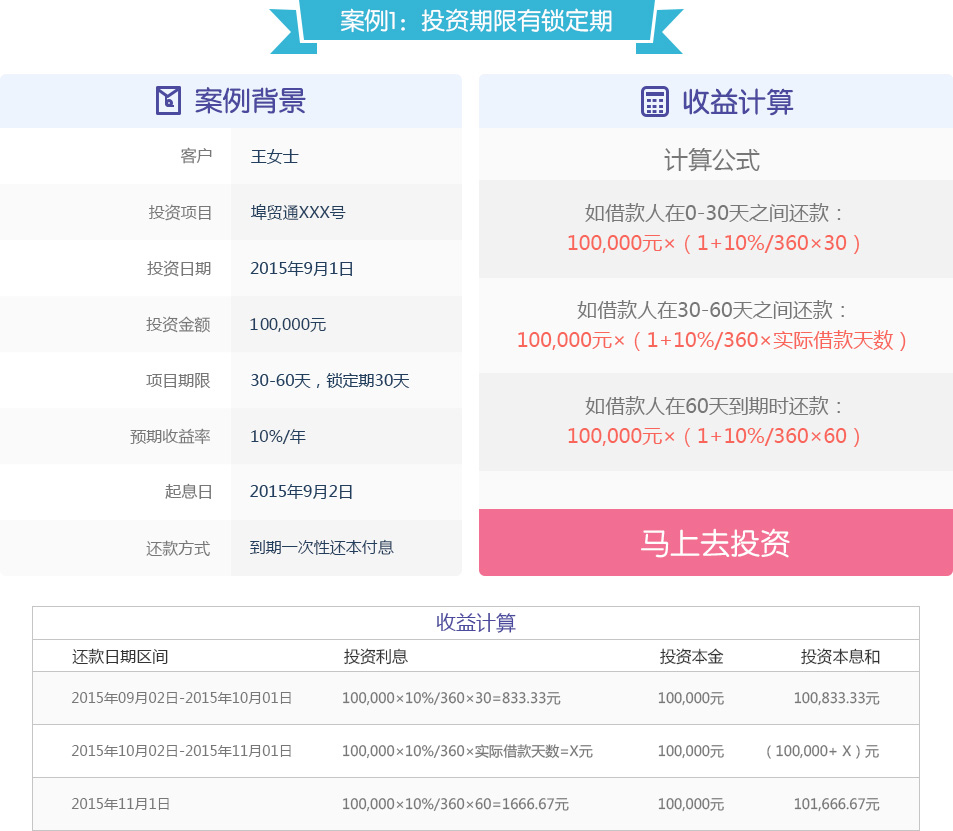 案例1：投资期限有锁定期
案例背景
客户 王女士
投资项目 埠贸通XXX号
投资日期 2015年9月1日
投资金额 100,000元
项目期限 30-60天，锁定期30天
预期收益率 10%/年
起息日 2015年9月2日
还款方式 到期一次性还本付息
收益计算
计算公式
如借款人在0-30天之间还款：
100,000元×（1+10%/360×30）
如借款人在30-60天之间还款：
100,000元×（1+10%/360×实际借款天数）
如借款人在60天到期时还款：
100,000元×（1+10%/360×60）
马上去投资
收益计算
还款日期区间 投资利息 投资本金 投资本息和
2015年09月02日-2015年10月01日 100,000×10%/360×30=833.33元 100,000元 100,833.33元
2015年10月02日-2015年11月01日 100,000×10%/360×实际借款天数=X元 100,000元 （100,000+ X）元
2015年11月1日 100,000×10%/360×60=1666.67元 100,000元 101,666.67元